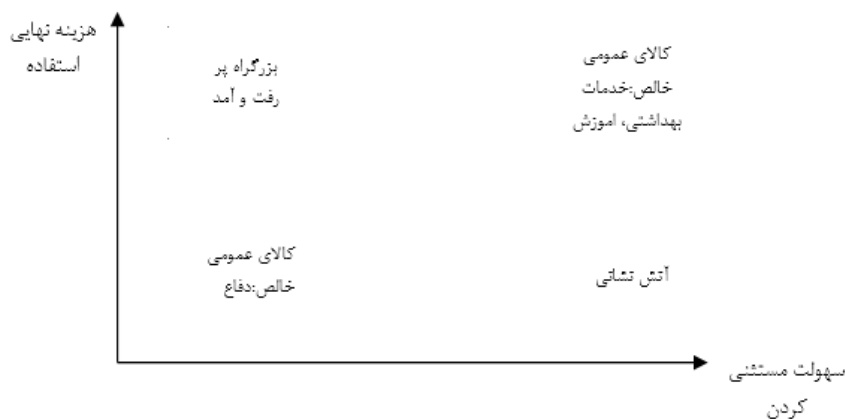 هزینه نهایی
استفاده
بزرگراه پر
رفت و آمد
کالای عمومی
خالص:خدمات
بهداشتی، اموزش
کالای عمومی
خالص:دفاع
آتش نشانی
سهولت مستثنی
کردن